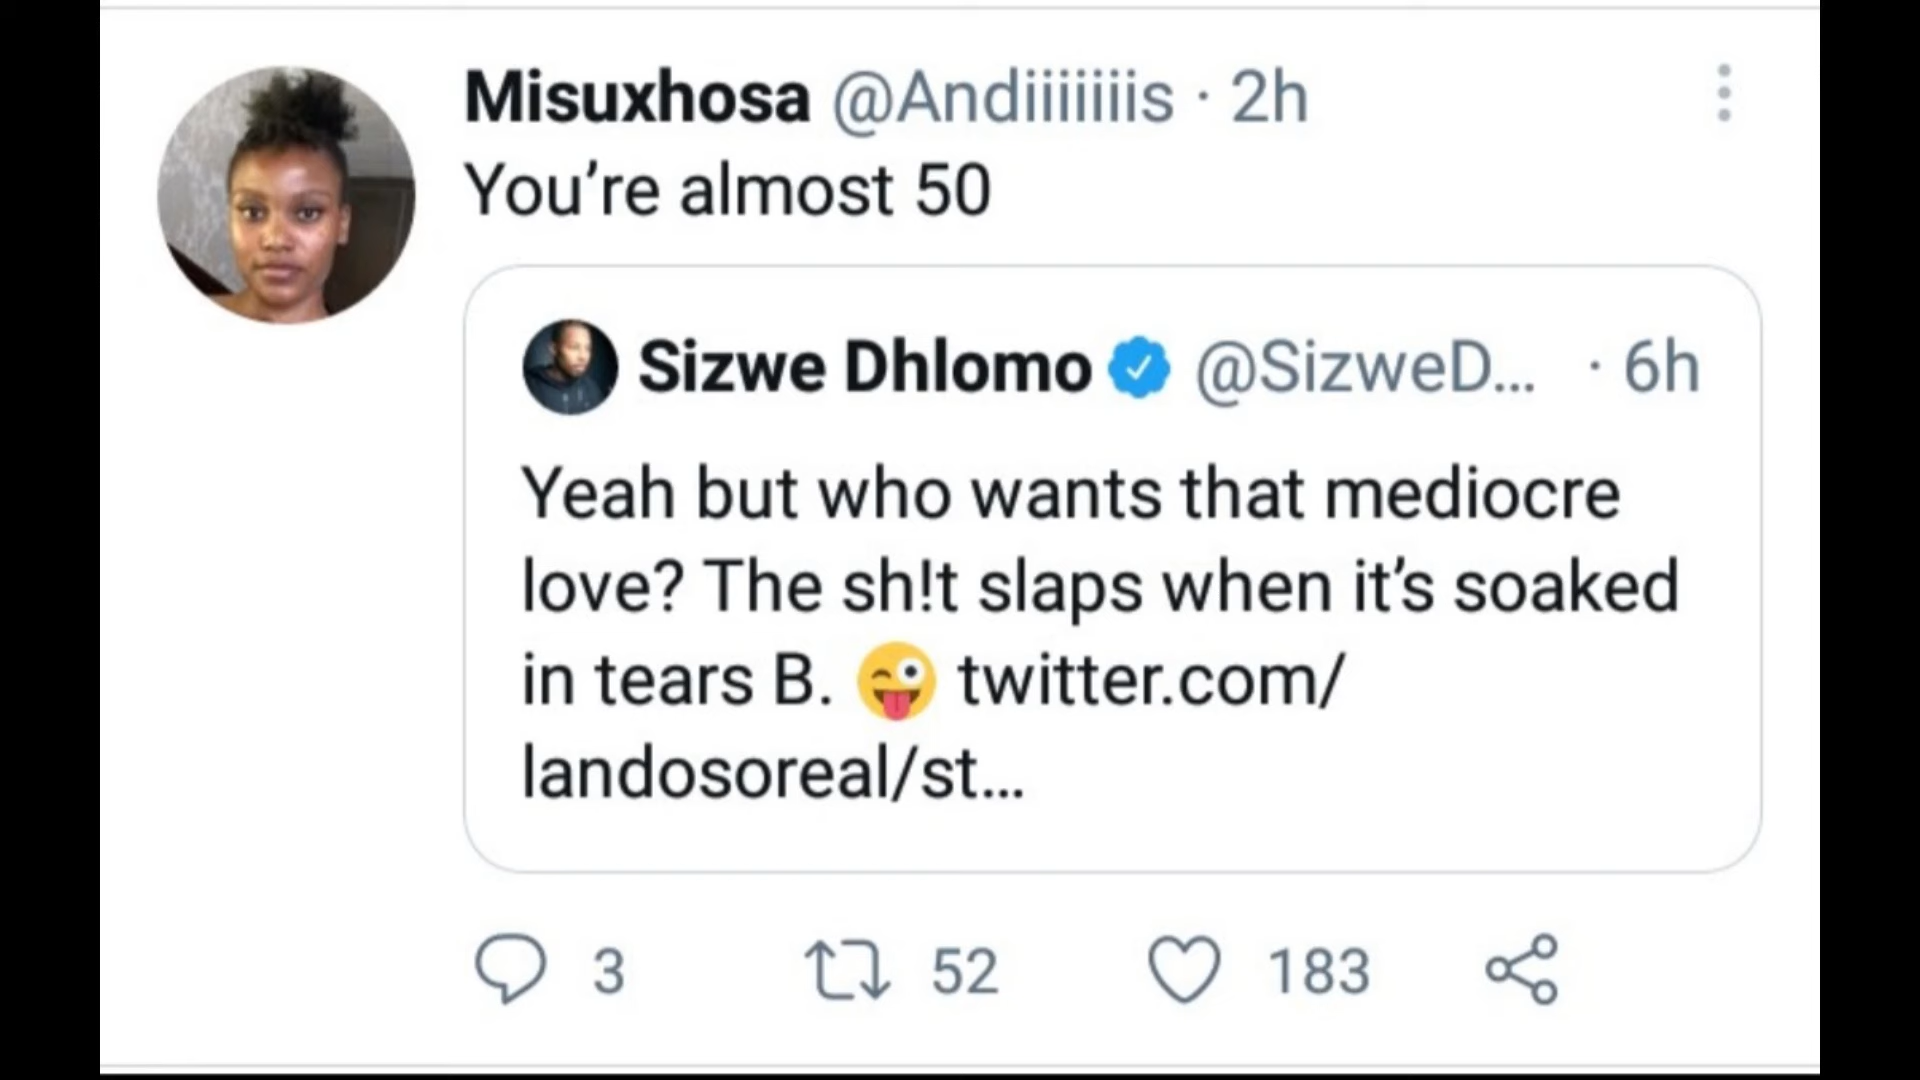 Misuxhosa @Andiiiiiiis · 2h
You're almost 50
Sizwe Dhlomo @SizweD... · 6h
Yeah but who wants that mediocre
love? The sh!t slaps when it's soaked
in tears B. 😜 twitter.com/
landosoreal/st...
3 52 183